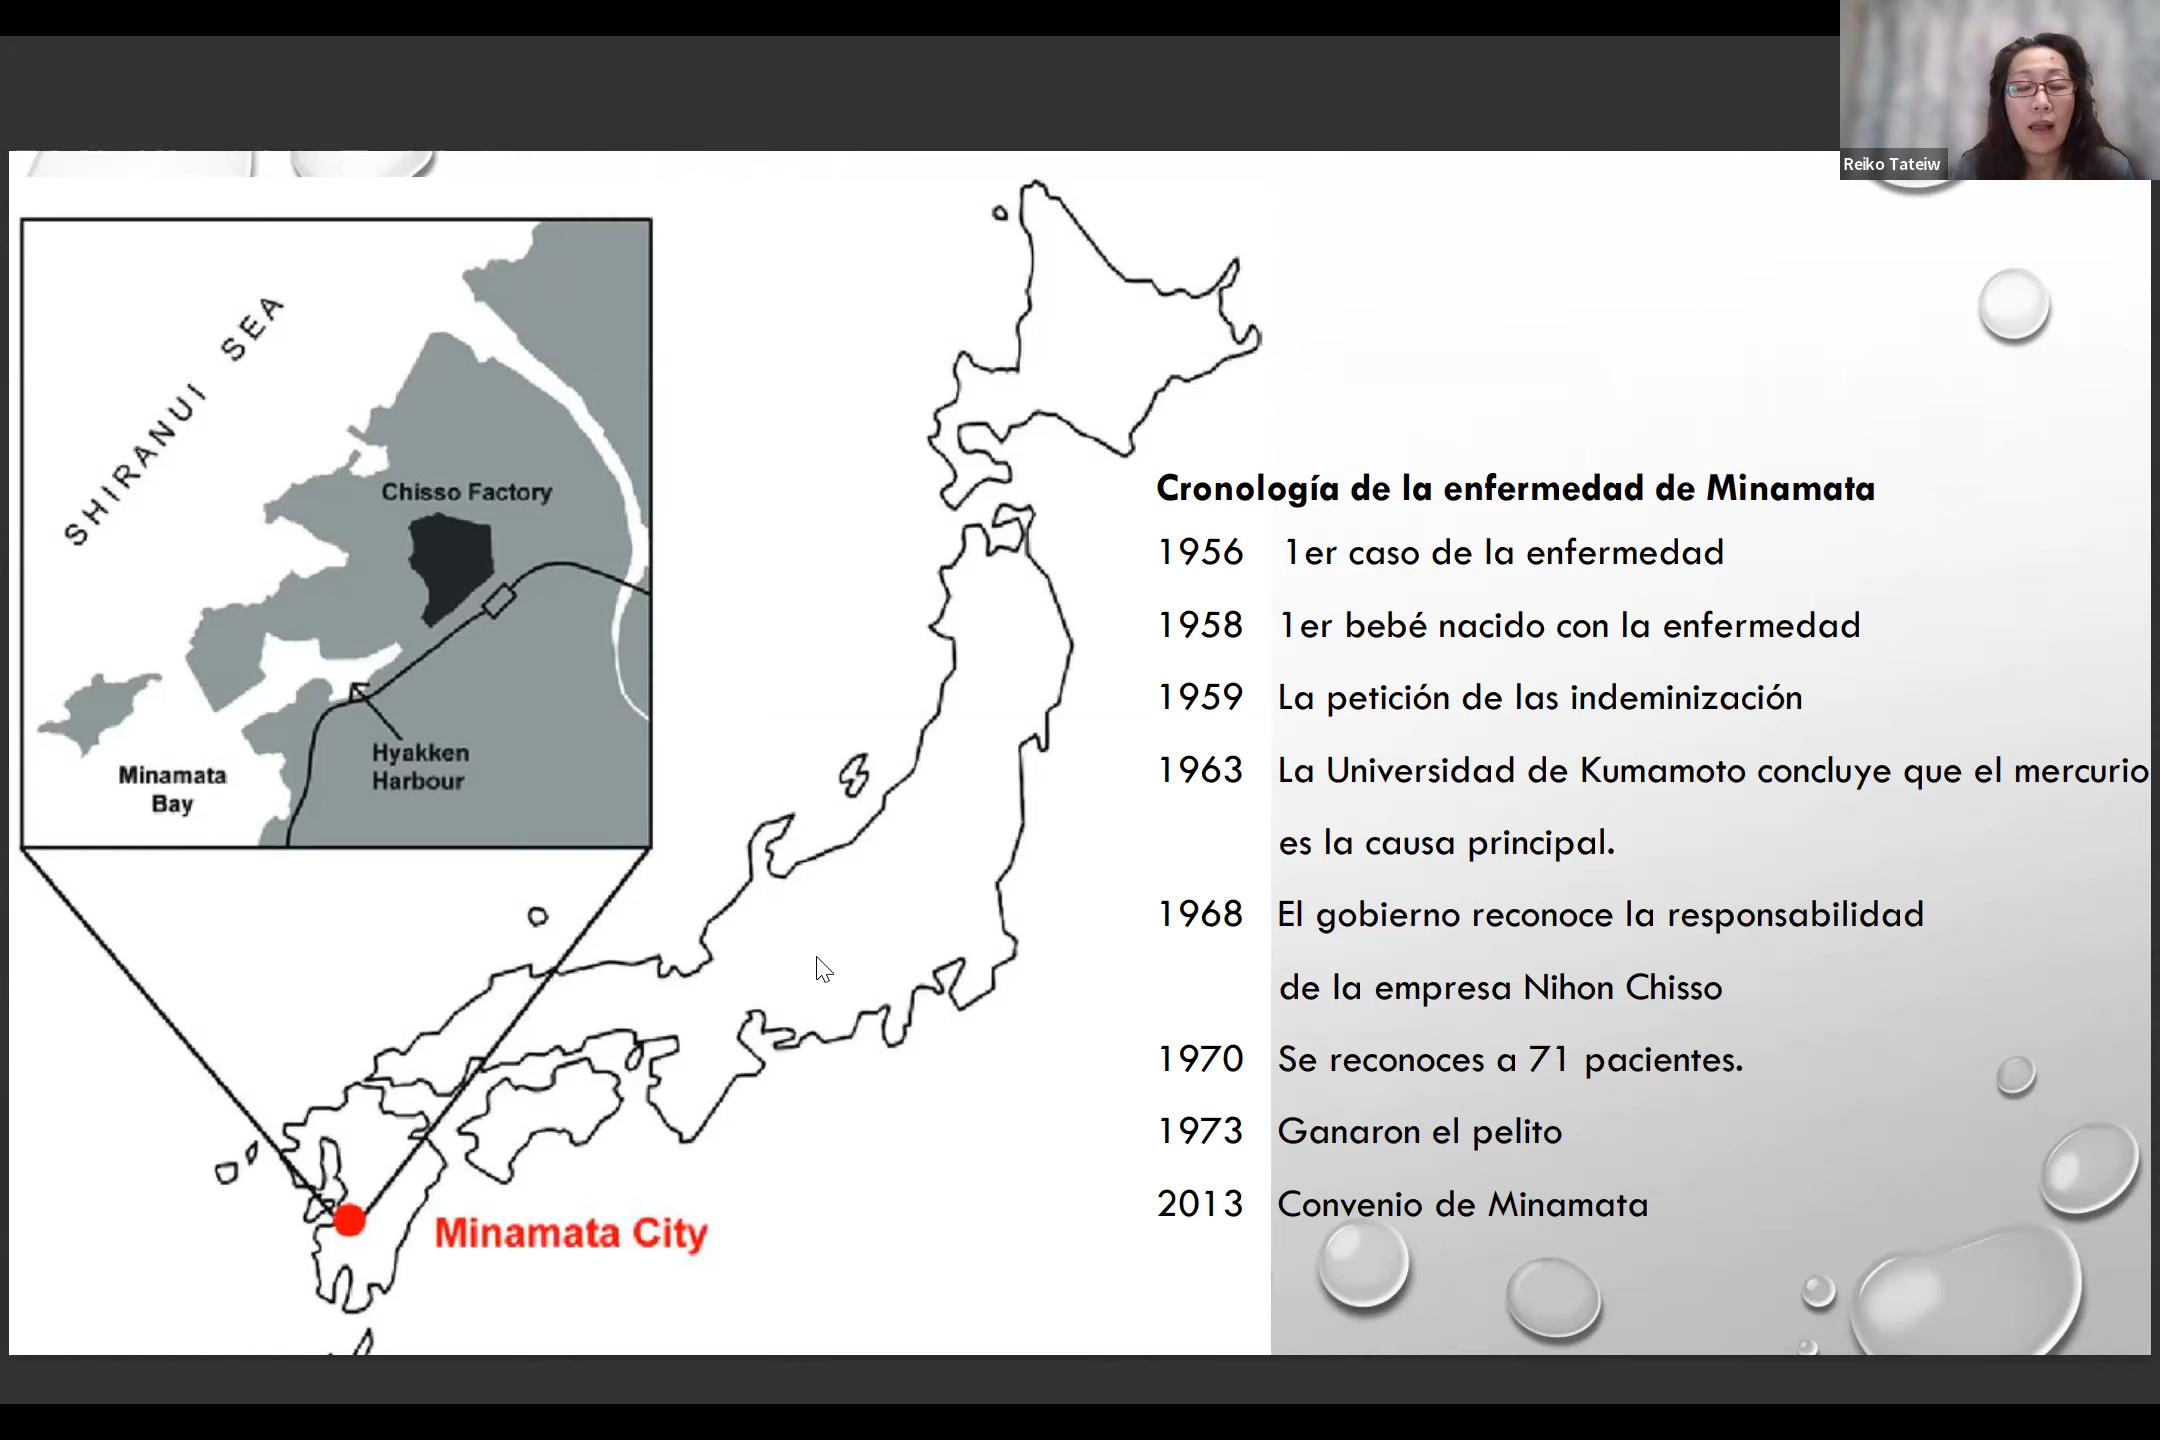 Reiko Tateiw
SHIRANUI SEA
Chisso Factory
Hyakken
Harbour
Minamata
Bay
Minamata City
Cronología de la enfermedad de Minamata
1956 1er caso de la enfermedad
1958 1er bebé nacido con la enfermedad
1959 La petición de las indeminización
1963 La Universidad de Kumamoto concluye que el mercurio
es la causa principal.
1968 El gobierno reconoce la responsabilidad
de la empresa Nihon Chisso
1970 Se reconoces a 71 pacientes.
1973 Ganaron el pelito
2013 Convenio de Minamata